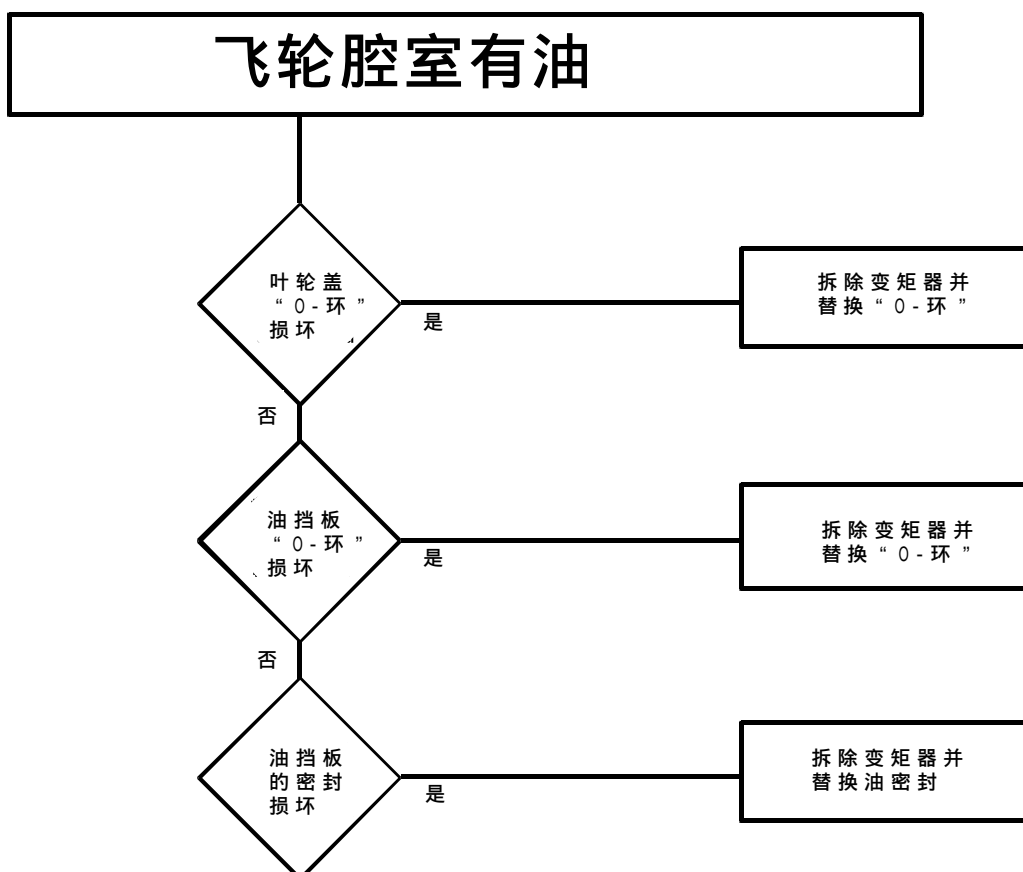 飞轮腔室有油
叶轮盖
“0-环”
损坏
是
拆除变矩器并
替换“0-环”
否
油挡板
“0-环”
损坏
是
拆除变矩器并
替换“0-环”
否
油挡板
的密封
损坏
是
拆除变矩器并
替换油密封